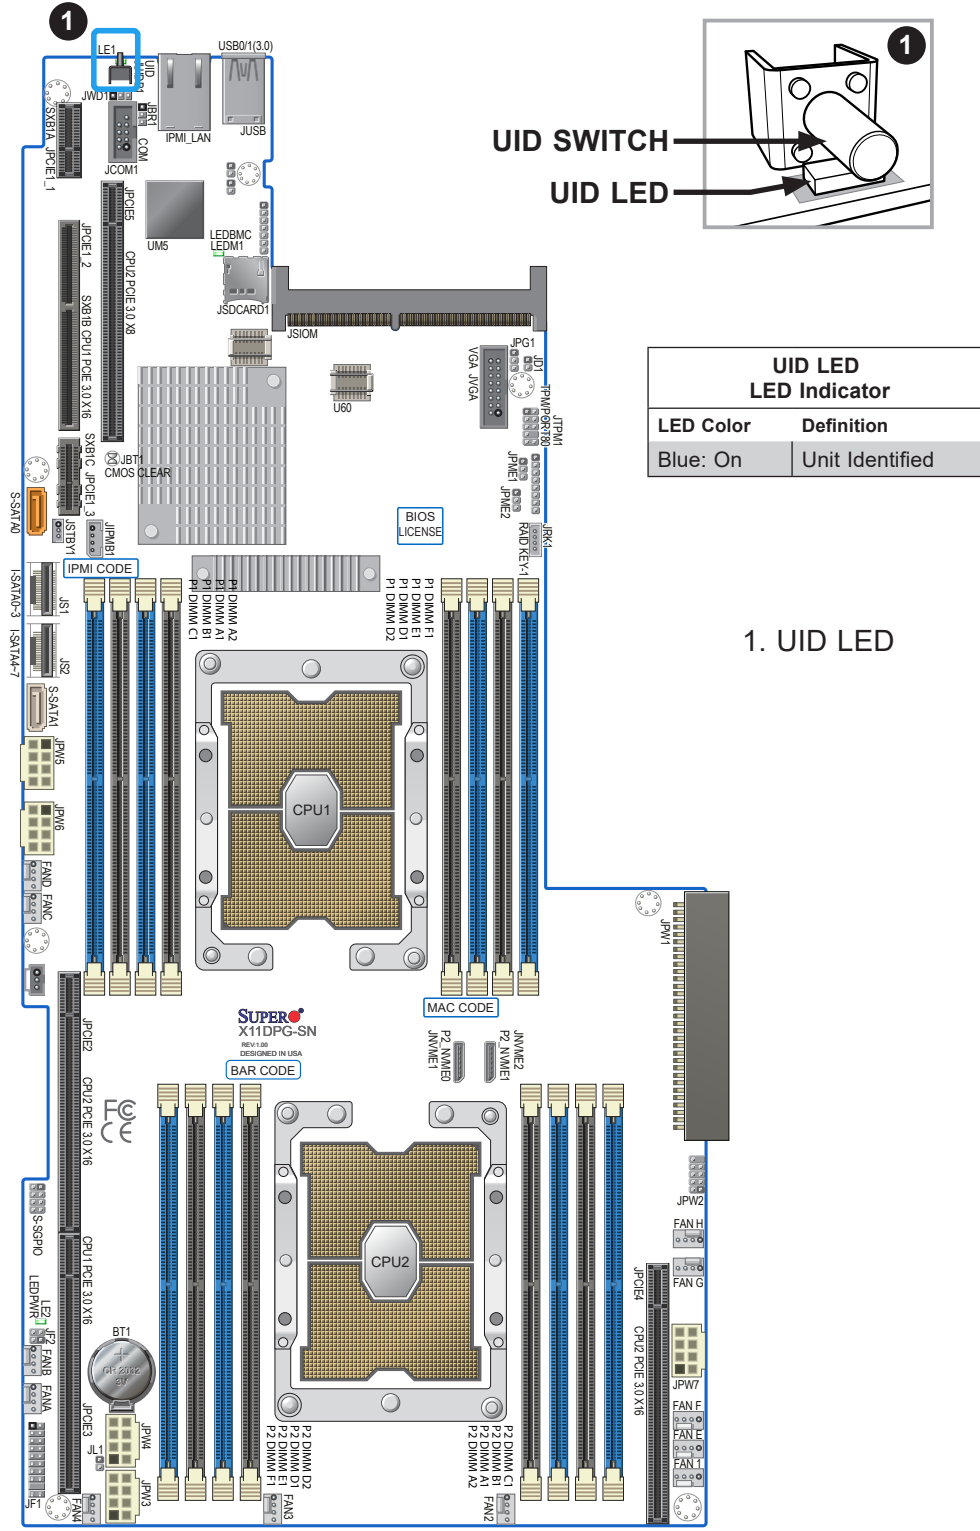 1
LE1
UID
USB0/1(3.0)
JWD1
JBR1
COM
JCOM1
IPMI_LAN
JUSB
SXB1A JPCIE1_1
1
UID SWITCH
UID LED
JPCIE5
CPU2 PCIE 3.0 X8
UM5
LEDBMC
LEDM1
JSDCARD1
JPCIE1_2
SXB1B CPU1 PCIE 3.0 X16
JSIOM
U60
JPG1
JD1
VGA JVGA
TPM/PORT80
JTPM1
JPME1
JPME2
JRK1
RAID KEY-1
UID LED
LED Indicator
LED Color
Definition
Blue: On
Unit Identified
SXB1C JPCIE1_3
JBT1
CMOS CLEAR
BIOS
LICENSE
S-SATA0
JSTBY1
JIPMB1
IPMI CODE
I-SATA0~3
JS1
I-SATA4~7
JS2
S-SATA1
P1 DIMM C1
P1 DIMM B1
P1 DIMM A1
P1 DIMM A2
P1 DIMM D2
P1 DIMM D1
P1 DIMM E1
P1 DIMM F1
1. UID LED
JPW5
JPW6
CPU1
FAND
FANC
JPW1
MAC CODE
SUPER
X11DPG-SN
REV:1.00
DESIGNED IN USA
BAR CODE
JNVME1
P2_NVME0
P2_NVME1
JNVME2
JPCIE2
CPU2 PCIE 3.0 X16
FC
CE
S-SGPIO
CPU1 PCIE 3.0 X16
CPU2
JPW2
FAN H
FAN G
JPCIE4
CPU2 PCIE 3.0 X16
LEDPWR
LE2
JF2
FANB
FANA
BT1
CR 2032
3V
JPCIE3
JPW7
FAN F
FAN E
FAN 1
JL1
JPW4
JPW3
JF1
FAN4
P2 DIMM F1
P2 DIMM E1
P2 DIMM D1
P2 DIMM D2
FAN3
P2 DIMM A2
P2 DIMM A1
P2 DIMM B1
P2 DIMM C1
FAN2